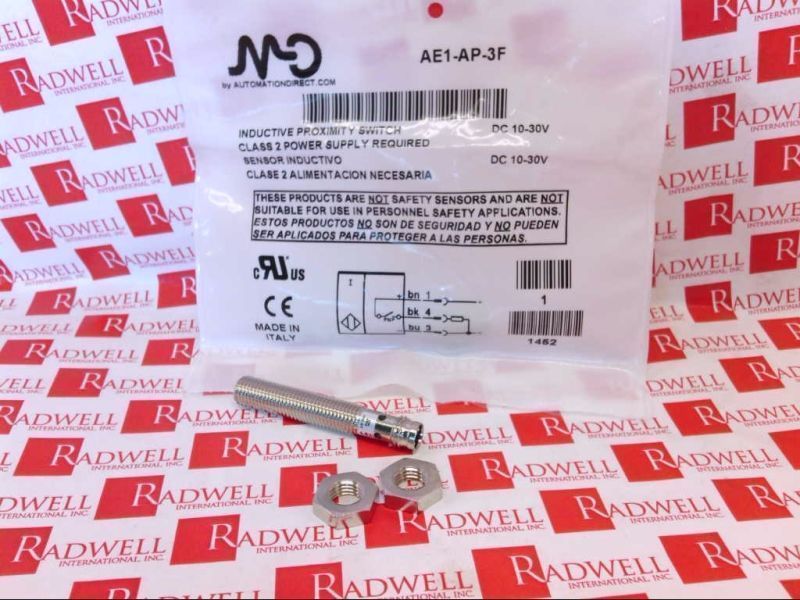 MD
by AUTOMATIONDIRECT.COM
AE1-AP-3F
INDUCTIVE PROXIMITY SWITCH DC 10-30V
CLASS 2 POWER SUPPLY REQUIRED
SENSOR INDUCTIVO DC 10-30V
CLASE 2 ALIMENTACION NECESARIA
THESE PRODUCTS ARE NOT SAFETY SENSORS AND ARE NOT
SUITABLE FOR USE IN PERSONNEL SAFETY APPLICATIONS.
ESTOS PRODUCTOS NO SON DE SEGURIDAD Y NO PUEDEN
SER APLICADOS PARA PROTEGER A LAS PERSONAS.
c RU US
CE
MADE IN
ITALY
I
+
bn 1
PNP
bk 4
bu 3
1
1452
RADWELL
INTERNATIONAL, INC.